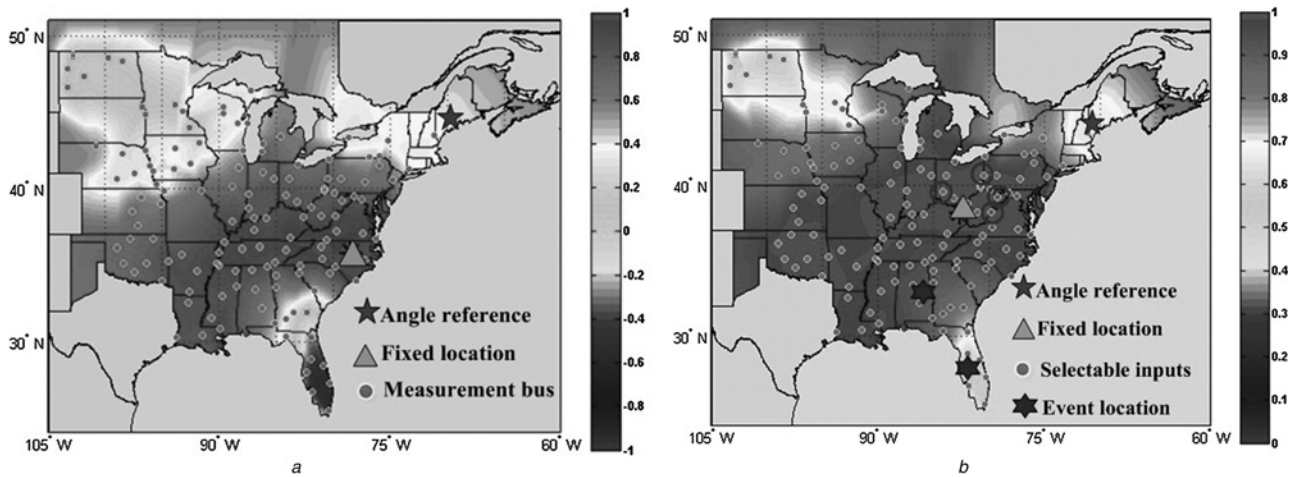 50° N
40° N
30° N
105° W
90° W
75° W
60° W
Angle reference
Fixed location
Measurement bus
1
0.8
0.6
0.4
0.2
0
-0.2
-0.4
-0.6
-0.8
-1
a
50° N
40° N
30° N
105° W
90° W
75° W
60° W
Angle reference
Fixed location
Selectable inputs
Event location
1
0.9
0.8
0.7
0.6
0.5
0.4
0.3
0.2
0.1
0
b